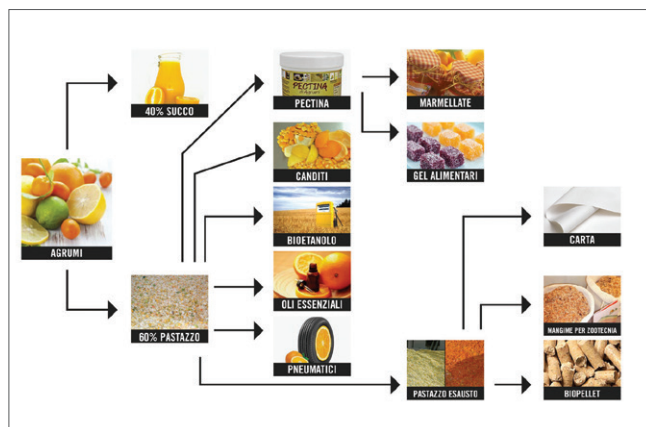 40% SUCCO
PECTINA
PECTINA
MARMELLATE
CANDITI
GEL ALIMENTARI
AGRUMI
BIOETANOLO
CARTA
OLI ESSENZIALI
60% PASTAZZO
MANGIME PER ZOOTECNIA
PNEUMATICI
PASTAZZO ESAUSTO
BIOPELLET